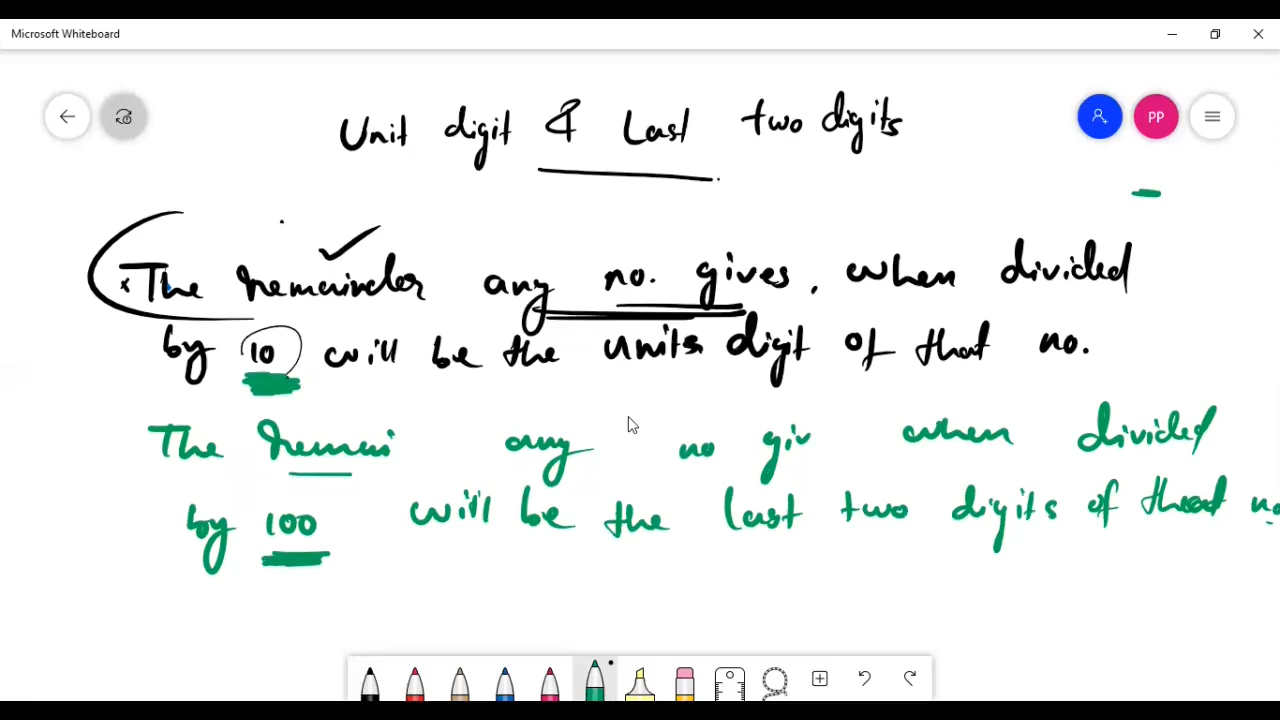 Microsoft Whiteboard
PP
Unit digit & Last two digits
* The remainder any no. gives, when divided
by 10 will be the units digit of that no.
The remai any no giv when divided
by 100 will be the last two digits of that no